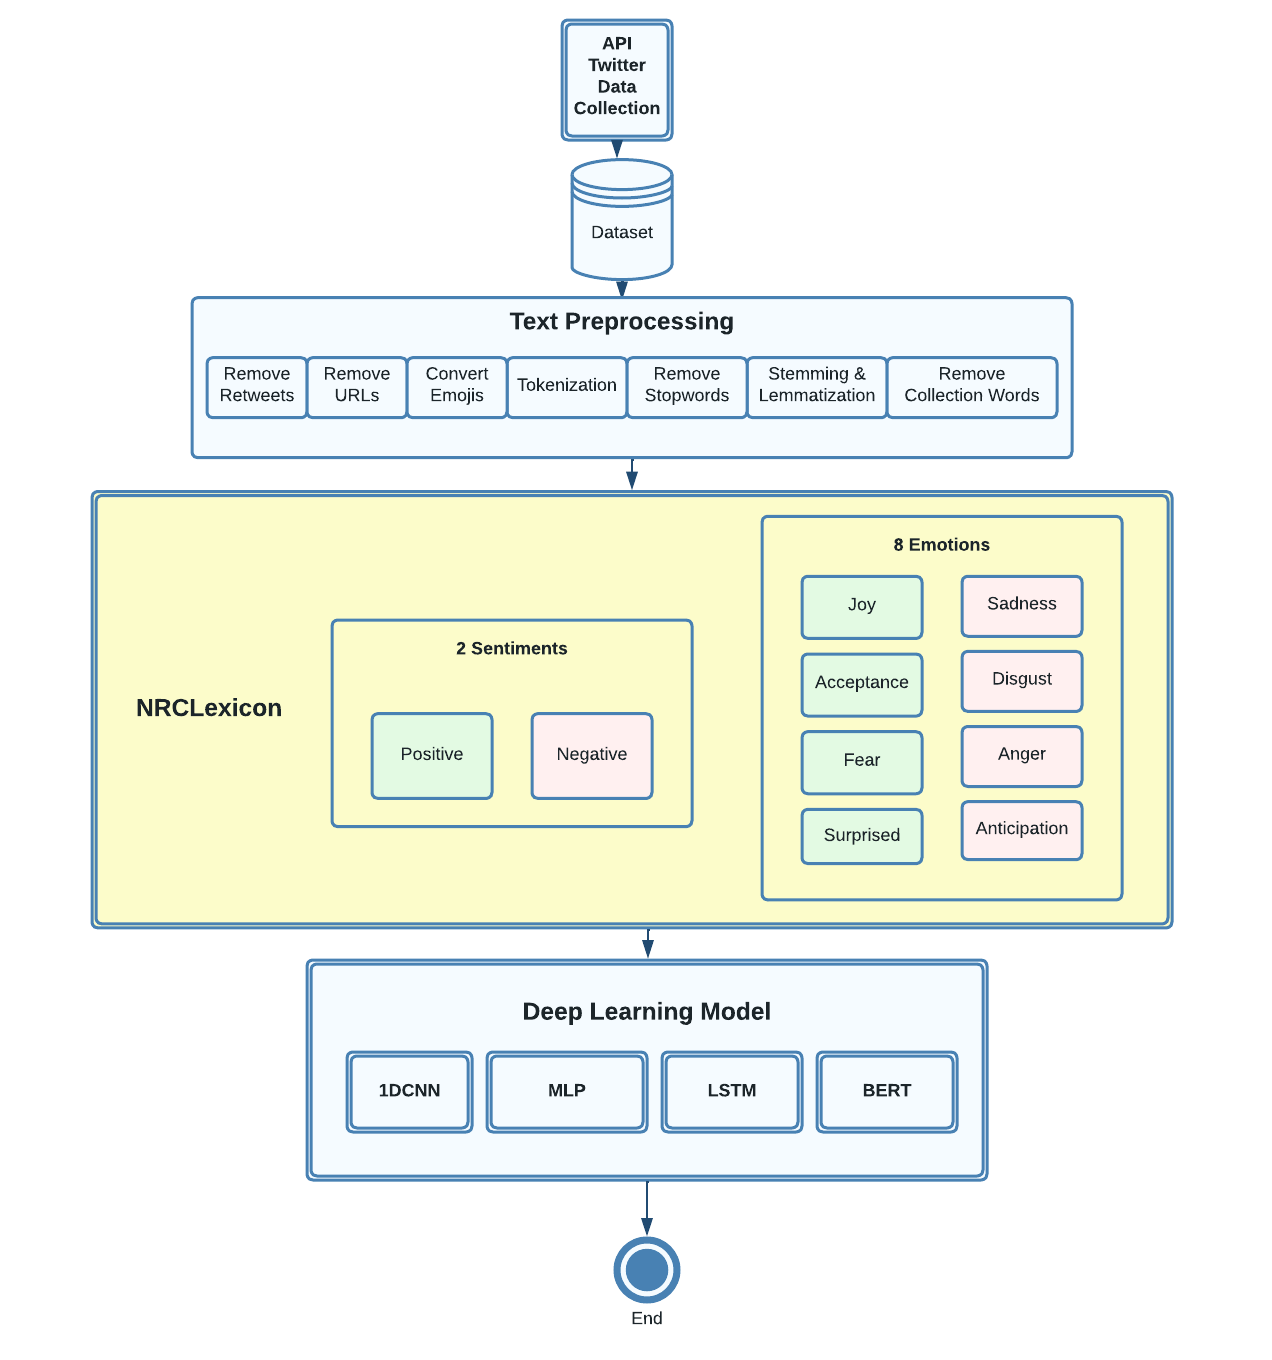 API
Twitter
Data
Collection
Dataset
Text Preprocessing
Remove
Retweets
Remove
URLs
Convert
Emojis
Tokenization
Remove
Stopwords
Stemming &
Lemmatization
Remove
Collection Words
NRCLexicon
2 Sentiments
Positive
Negative
8 Emotions
Joy
Sadness
Acceptance
Disgust
Fear
Anger
Surprised
Anticipation
Deep Learning Model
1DCNN
MLP
LSTM
BERT
End